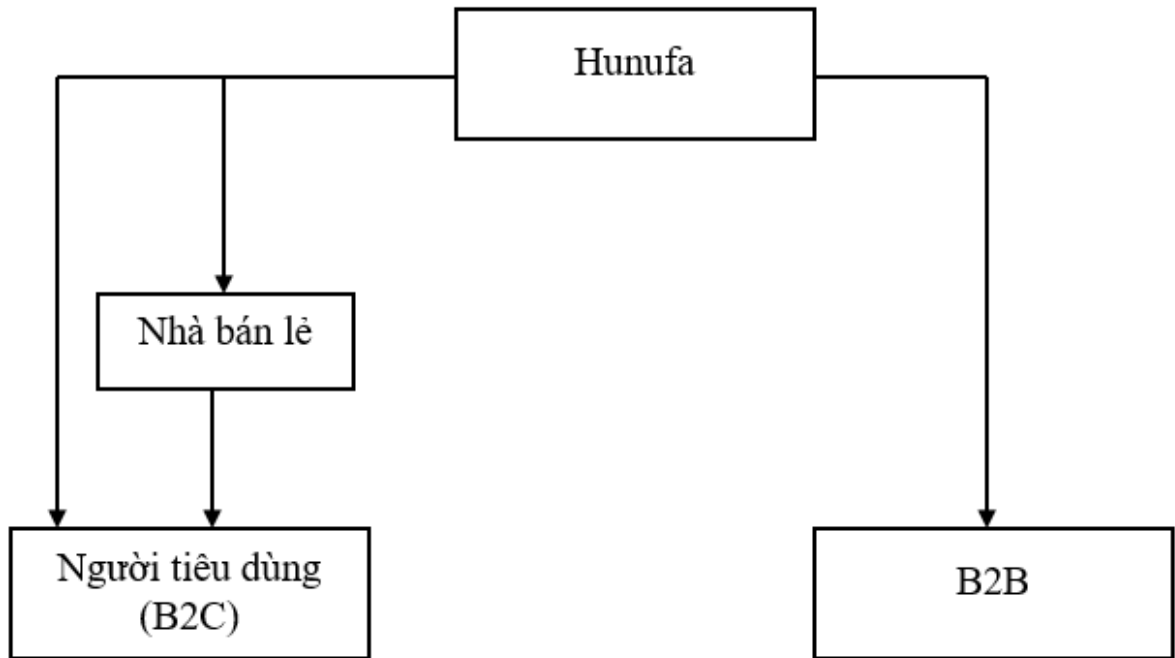 Hunufa
Nhà bán lẻ
Người tiêu dùng
(B2C)
B2B